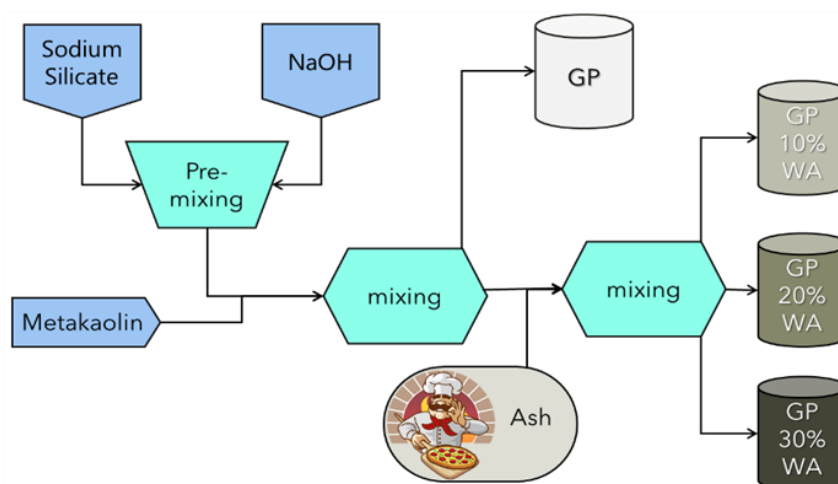 Sodium
Silicate
NaOH
Pre-
mixing
Metakaolin
mixing
GP
Ash
mixing
GP
10%
WA
GP
20%
WA
GP
30%
WA